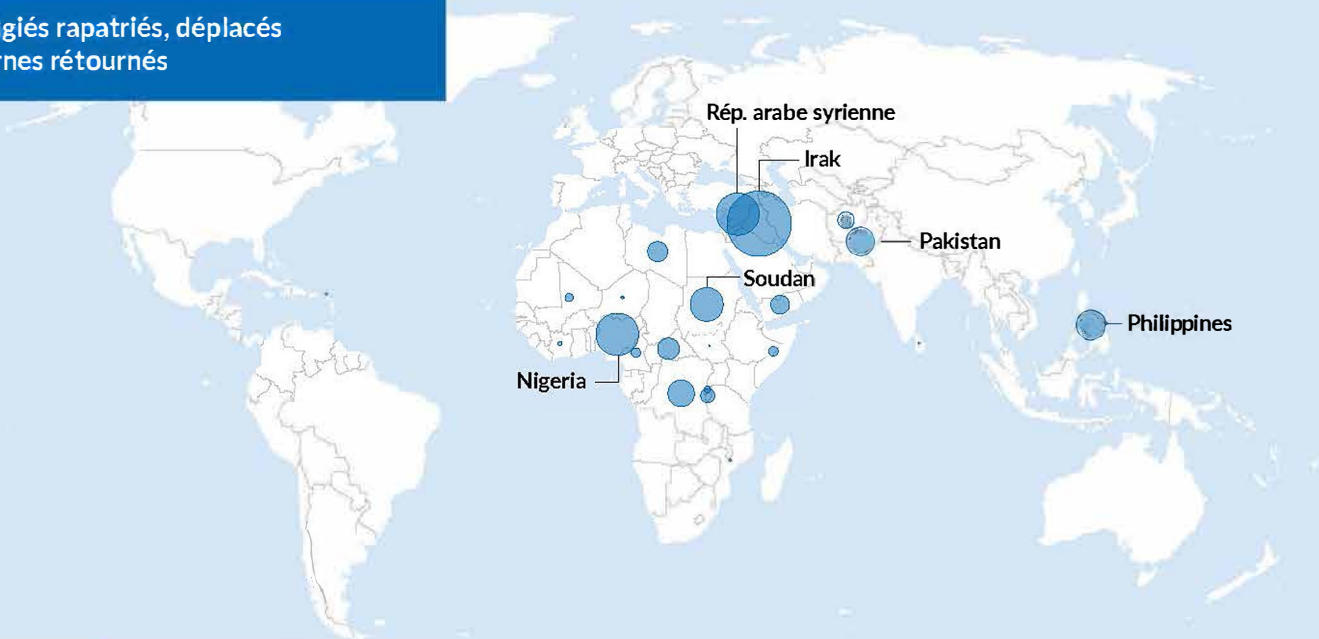 giés rapatriés, déplacés
rnes rétournés
Rép. arabe syrienne
Irak
Pakistan
Soudan
Philippines
Nigeria